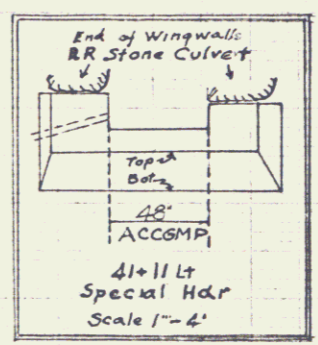 End of Wingwalls
RR Stone Culvert
Top
Bot
48"
ACCGMP
41+11 Lt
Special Hdr
Scale 1"-4'